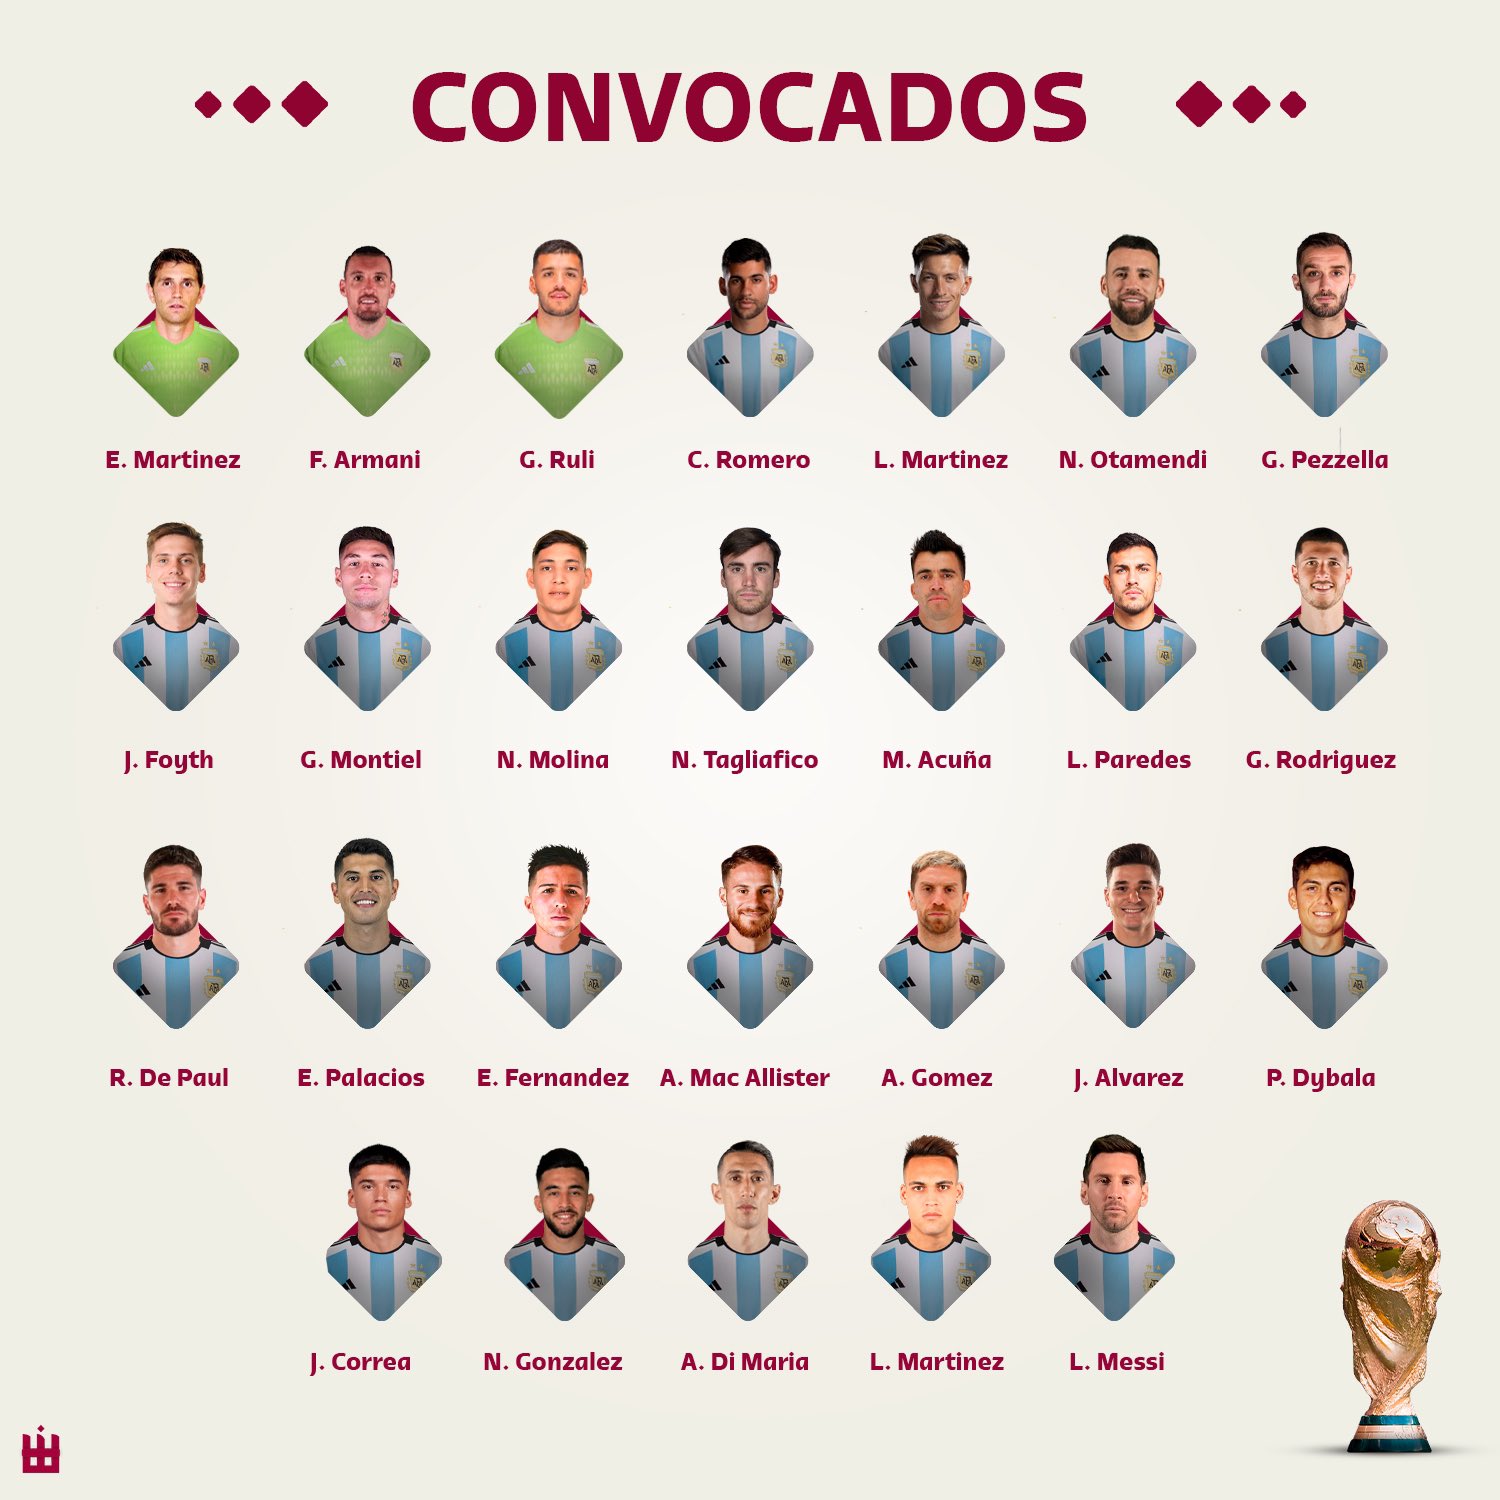 CONVOCADOS
E. Martinez F. Armani G. Ruli C. Romero L. Martinez N. Otamendi G. Pezzella
J. Foyth G. Montiel N. Molina N. Tagliafico M. Acuña L. Paredes G. Rodriguez
R. De Paul E. Palacios E. Fernandez A. Mac Allister A. Gomez J. Alvarez P. Dybala
J. Correa N. Gonzalez A. Di Maria L. Martinez L. Messi